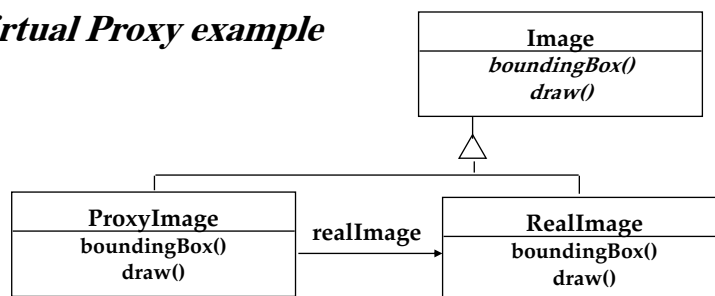 irtual Proxy example
Image
boundingBox()
draw()
ProxyImage
boundingBox()
draw()
realImage
RealImage
boundingBox()
draw()